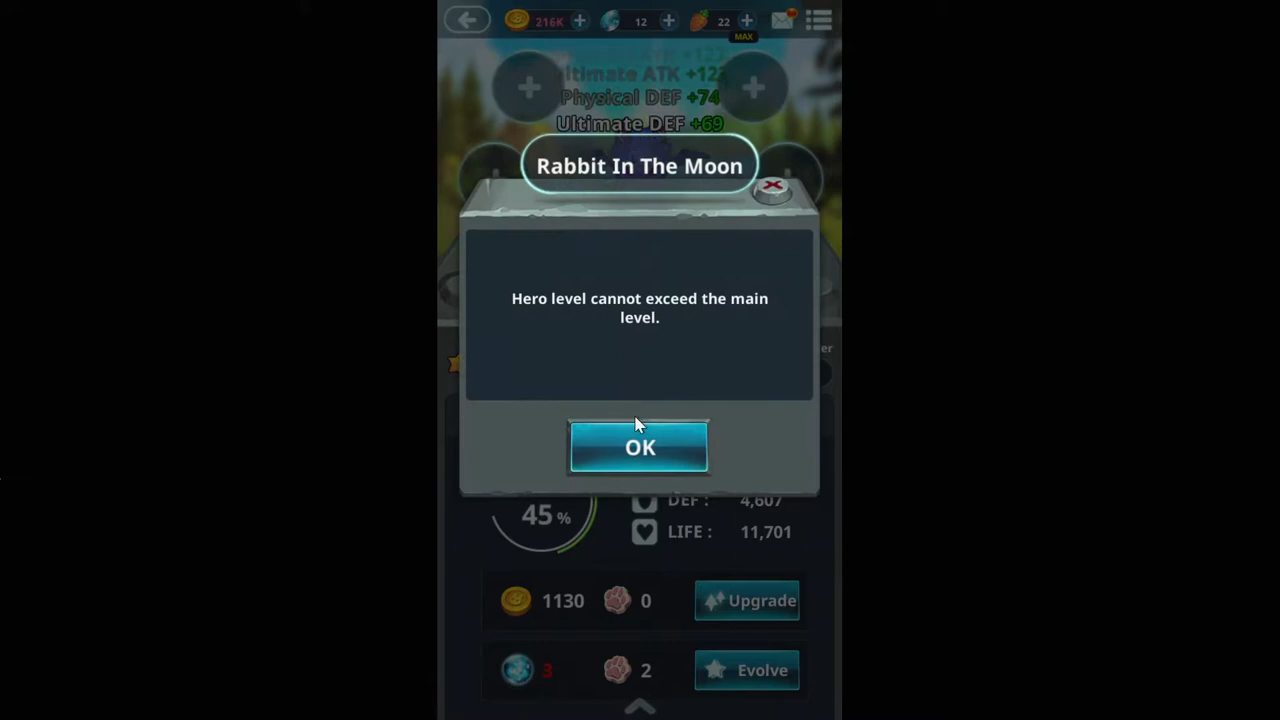 216K 12 22
MAX
Ultimate ATK +122
Physical DEF +74
Ultimate DEF +69
Rabbit In The Moon
Hero level cannot exceed the main
level.
OK
45 %
DEF : 4,607
LIFE : 11,701
1130 0 Upgrade
3 2 Evolve